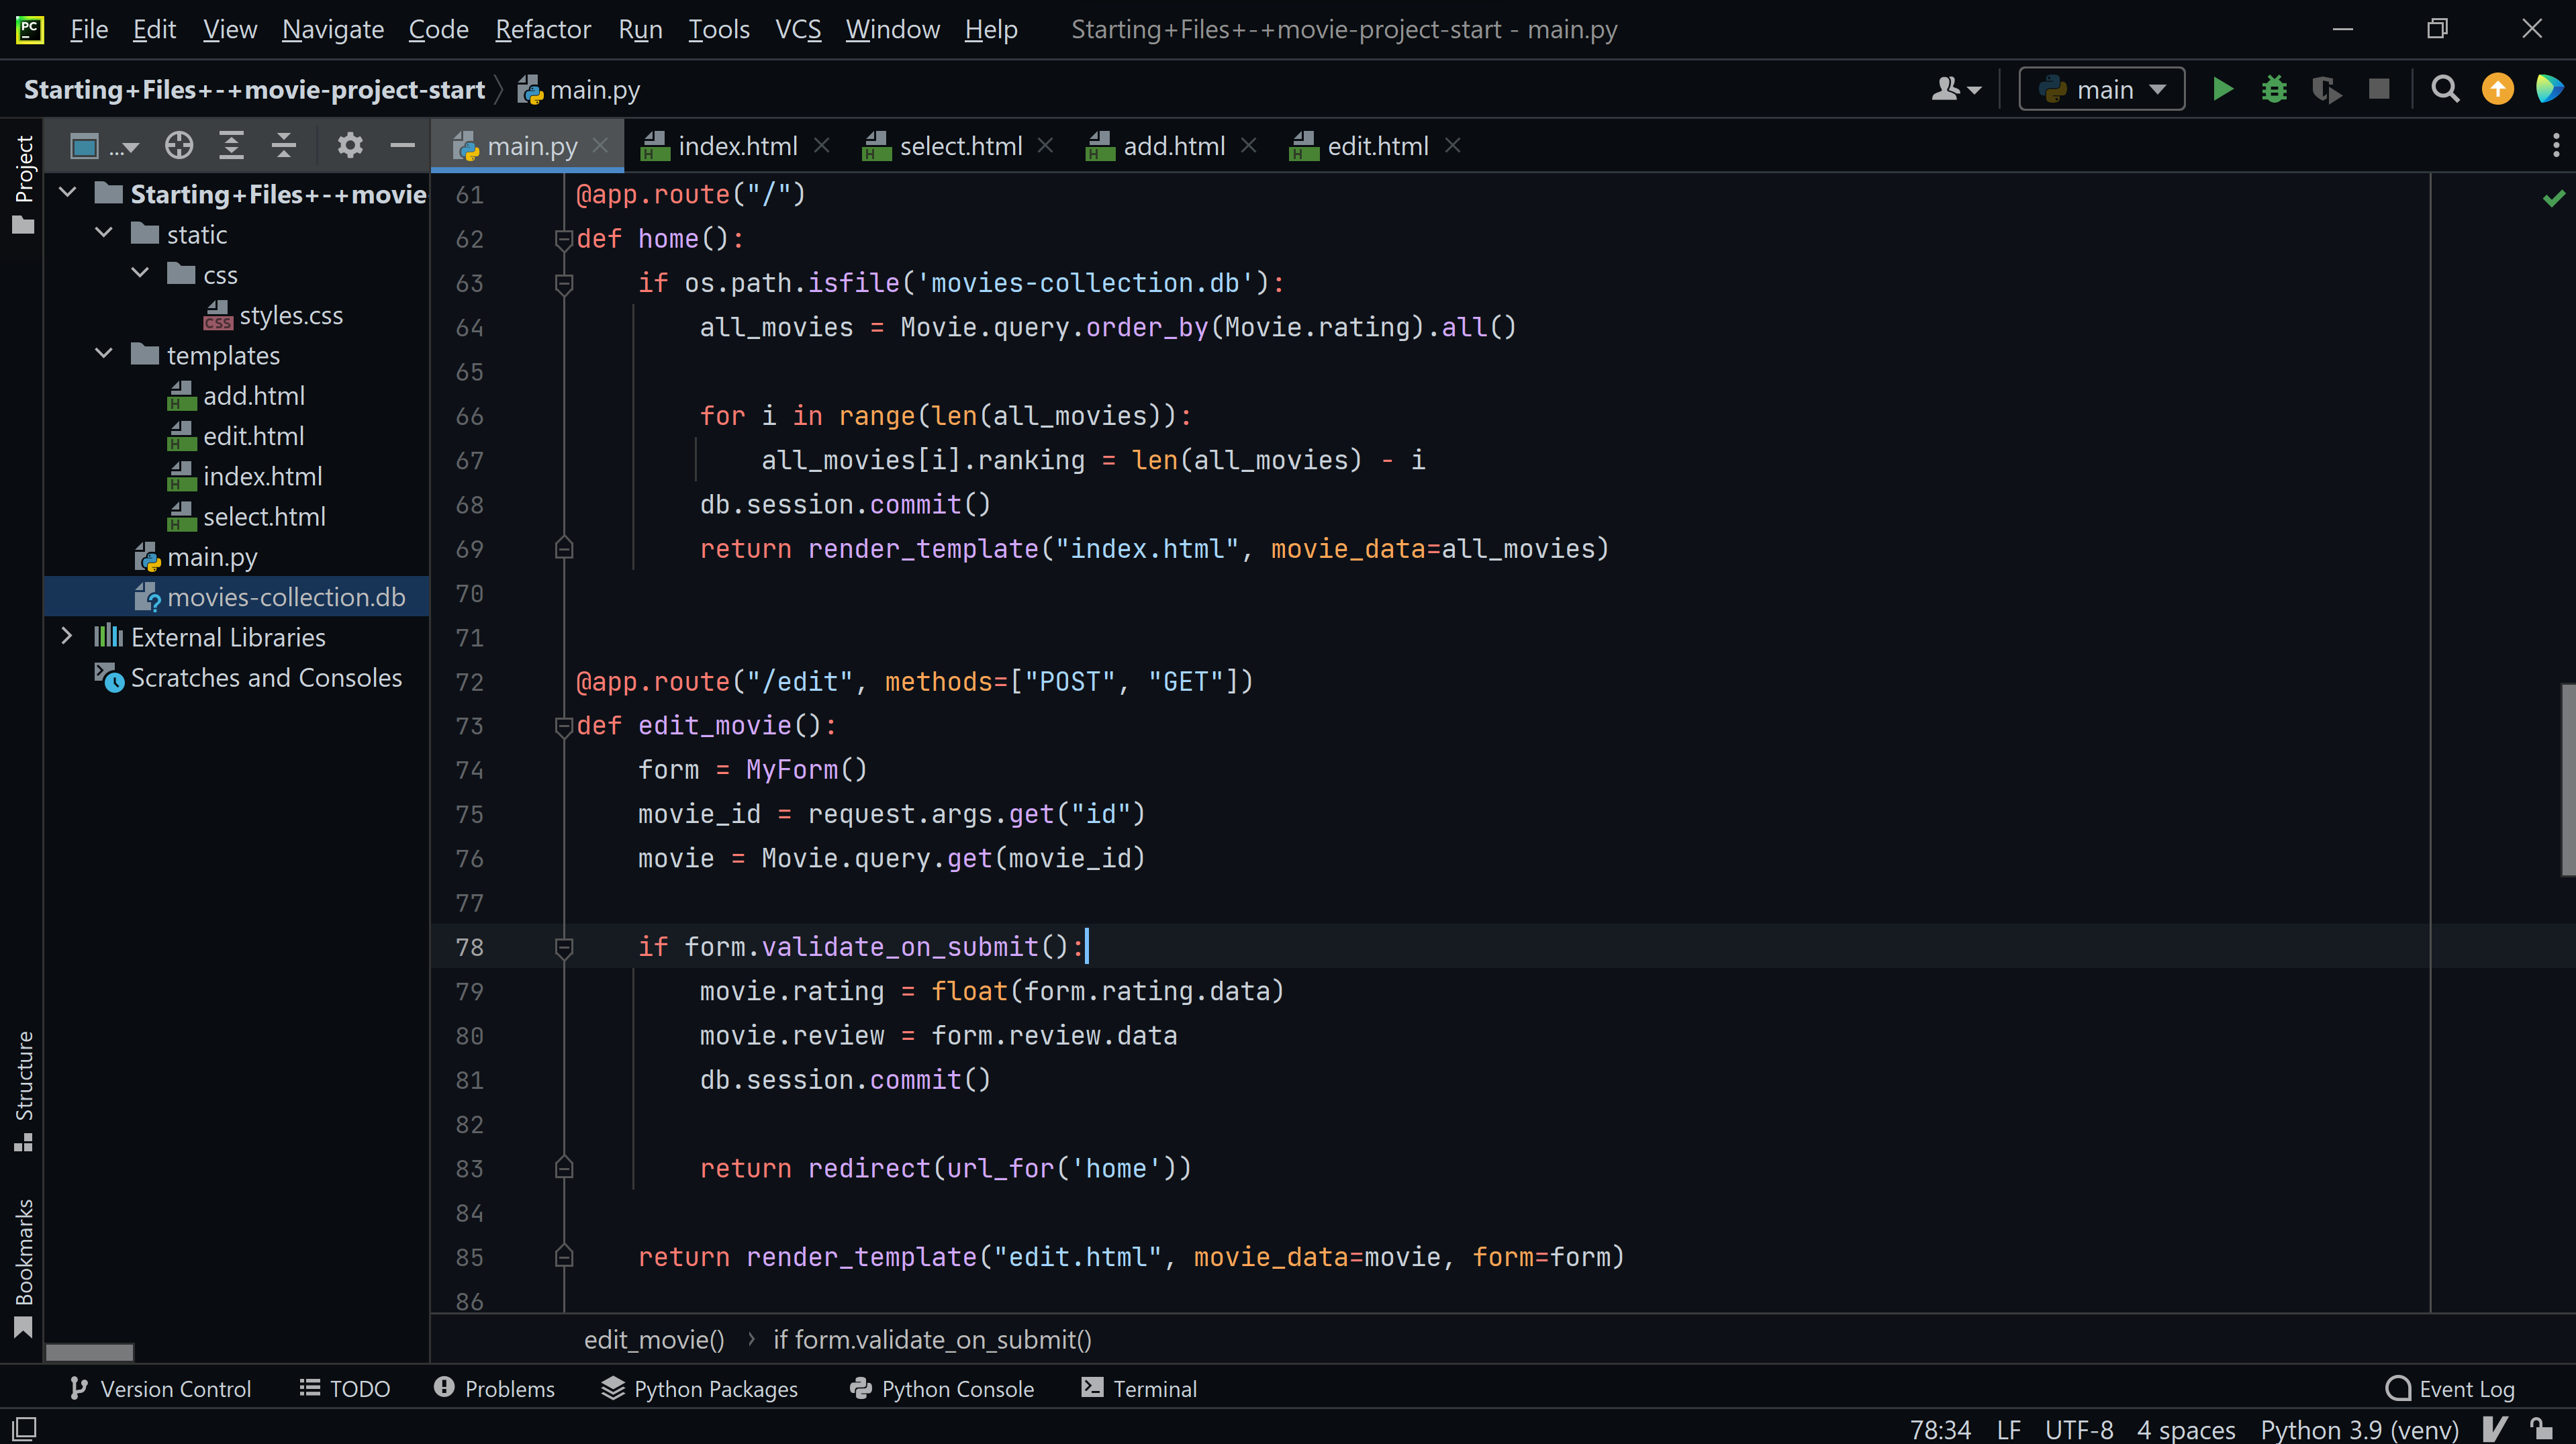 PC File Edit View Navigate Code Refactor Run Tools VCS Window Help Starting+Files+-+movie-project-start - main.py
Starting+Files+-+movie-project-start main.py main
Project ... main.py index.html select.html add.html edit.html
Starting+Files+-+movie
static
css
styles.css
templates
add.html
edit.html
index.html
select.html
main.py
movies-collection.db
External Libraries
Scratches and Consoles
Structure
Bookmarks
61 @app.route("/")
62 def home():
63     if os.path.isfile('movies-collection.db'):
64         all_movies = Movie.query.order_by(Movie.rating).all()
65
66         for i in range(len(all_movies)):
67             all_movies[i].ranking = len(all_movies) - i
68         db.session.commit()
69         return render_template("index.html", movie_data=all_movies)
70
71
72 @app.route("/edit", methods=["POST", "GET"])
73 def edit_movie():
74     form = MyForm()
75     movie_id = request.args.get("id")
76     movie = Movie.query.get(movie_id)
77
78     if form.validate_on_submit():
79         movie.rating = float(form.rating.data)
80         movie.review = form.review.data
81         db.session.commit()
82
83         return redirect(url_for('home'))
84
85     return render_template("edit.html", movie_data=movie, form=form)
86
edit_movie() › if form.validate_on_submit()
Version Control TODO Problems Python Packages Python Console Terminal Event Log
78:34 LF UTF-8 4 spaces Python 3.9 (venv)